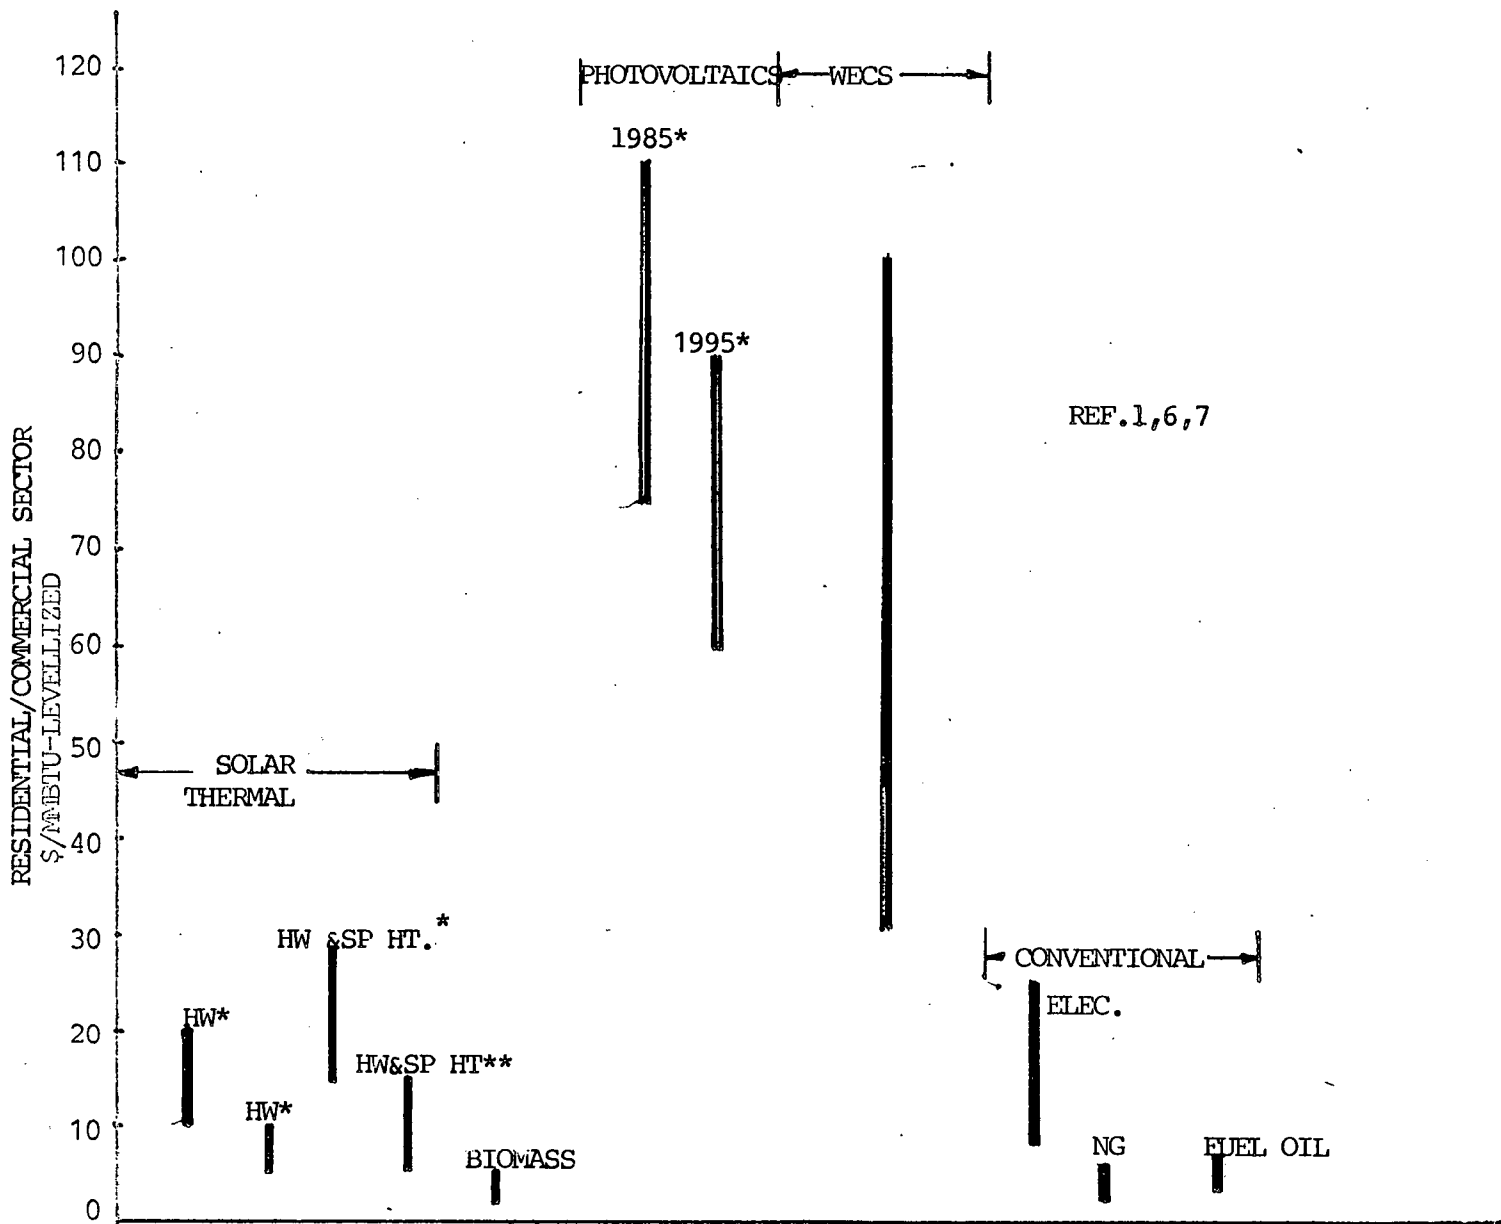 120
PHOTOVOLTAICS
WECS
1985*
110
100
1995*
90
REF.1,6,7
80
70
60
50
SOLAR
THERMAL
40
RESIDENTIAL/COMMERCIAL SECTOR
$/MMBTU-LEVELLIZED
30
HW &SP HT.*
CONVENTIONAL
ELEC.
20
HW*
HW&SP HT**
10
HW*
NG
FUEL OIL
BIOMASS
0